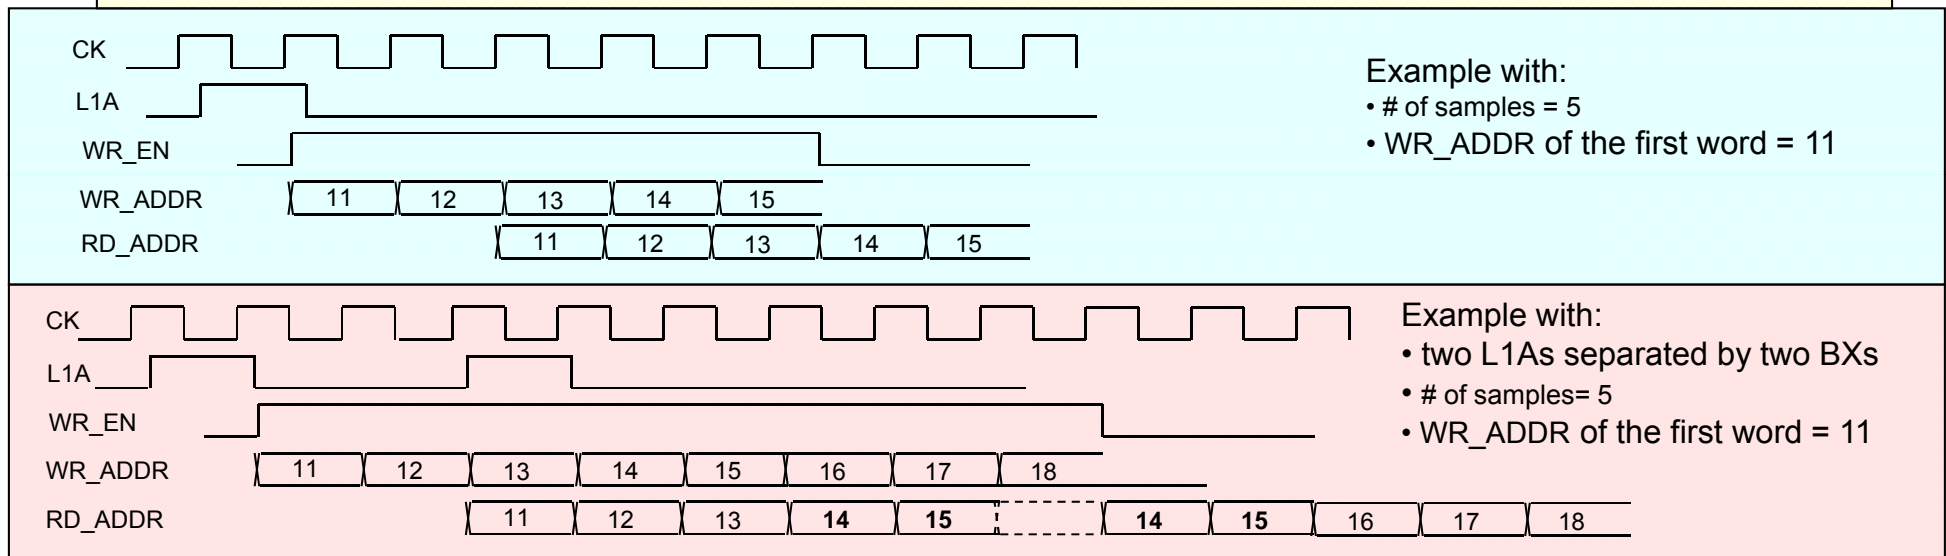 CK
L1A
WR_EN
WR_ADDR 11 12 13 14 15
RD_ADDR 11 12 13 14 15
Example with:
• # of samples = 5
• WR_ADDR of the first word = 11
CK
L1A
WR_EN
WR_ADDR 11 12 13 14 15 16 17 18
RD_ADDR 11 12 13 14 15 14 15 16 17 18
Example with:
• two L1As separated by two BXs
• # of samples= 5
• WR_ADDR of the first word = 11